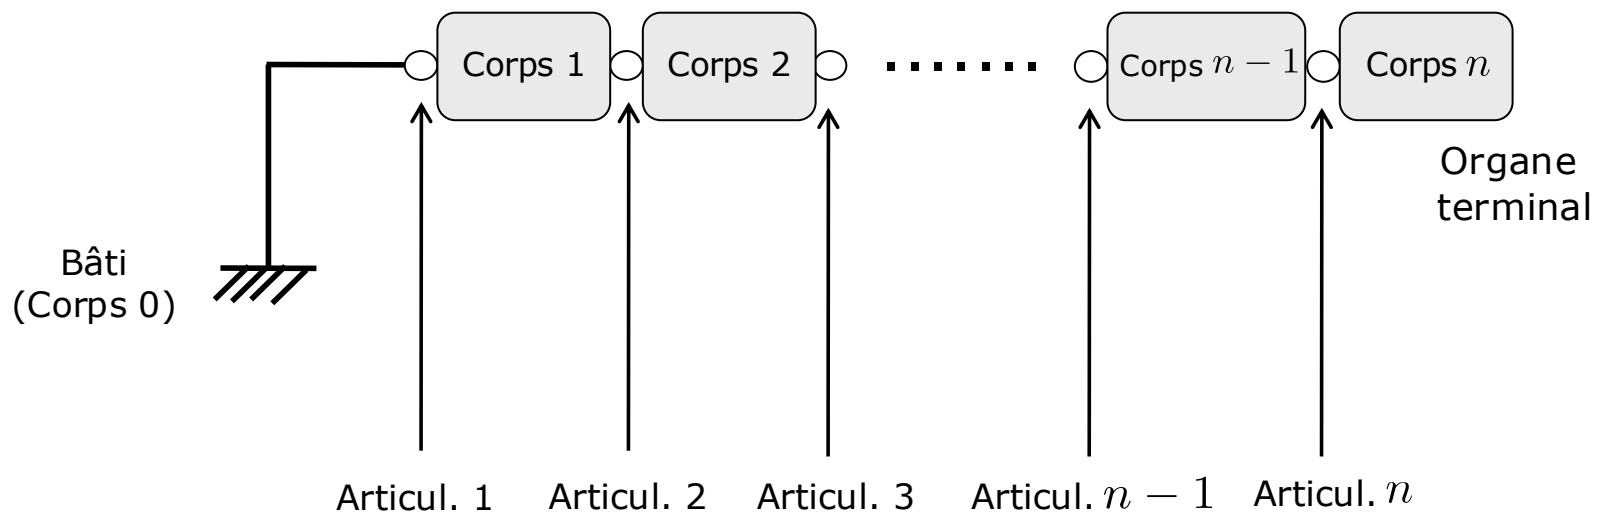 Corps 1
Corps 2
Corps n − 1
Corps n
Organe
terminal
Bâti
(Corps 0)
Articul. 1
Articul. 2
Articul. 3
Articul. n − 1
Articul. n